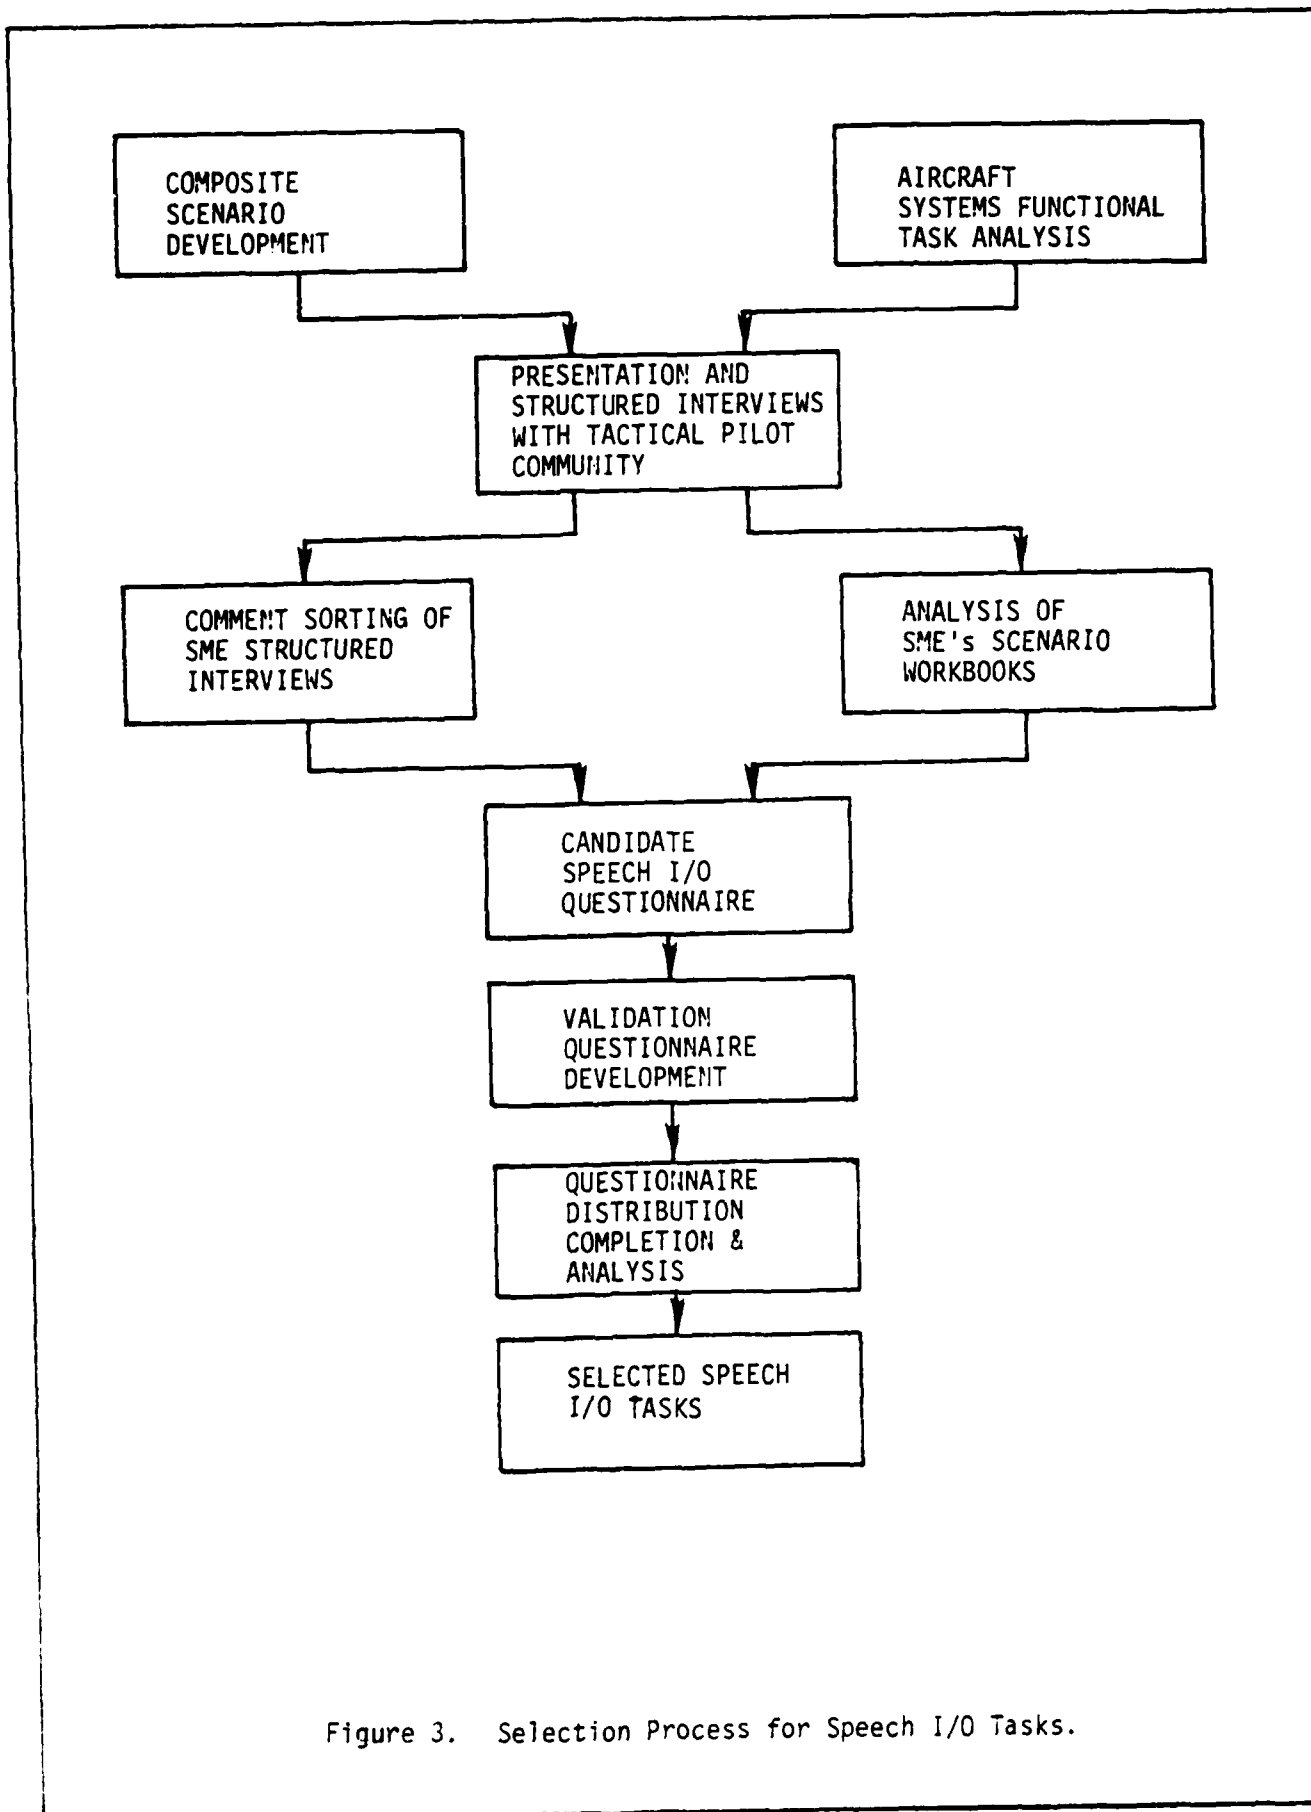 COMPOSITE
SCENARIO
DEVELOPMENT
AIRCRAFT
SYSTEMS FUNCTIONAL
TASK ANALYSIS
PRESENTATION AND
STRUCTURED INTERVIEWS
WITH TACTICAL PILOT
COMMUNITY
COMMENT SORTING OF
SME STRUCTURED
INTERVIEWS
ANALYSIS OF
SME's SCENARIO
WORKBOOKS
CANDIDATE
SPEECH I/O
QUESTIONNAIRE
VALIDATION
QUESTIONNAIRE
DEVELOPMENT
QUESTIONNAIRE
DISTRIBUTION
COMPLETION &
ANALYSIS
SELECTED SPEECH
I/O TASKS
Figure 3. Selection Process for Speech I/O Tasks.